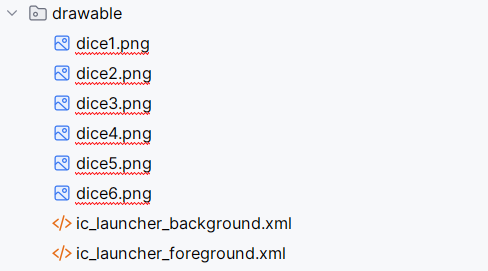 drawable
dice1.png
dice2.png
dice3.png
dice4.png
dice5.png
dice6.png
ic_launcher_background.xml
ic_launcher_foreground.xml